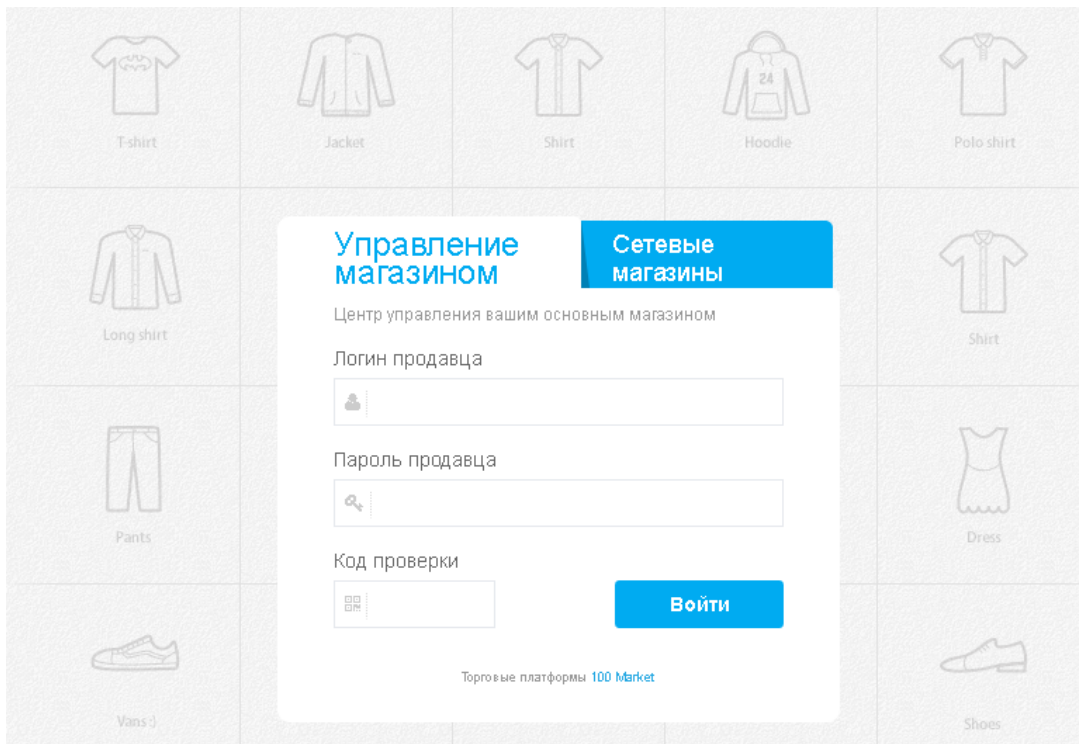 T-shirt
Jacket
Shirt
24
Hoodie
Polo shirt
Управление
магазином
Сетевые
магазины
Центр управления вашим основным магазином
Long shirt
Shirt
Логин продавца
Пароль продавца
Pants
Dress
Код проверки
Войти
Торговые платформы 100 Market
Vans :)
Shoes